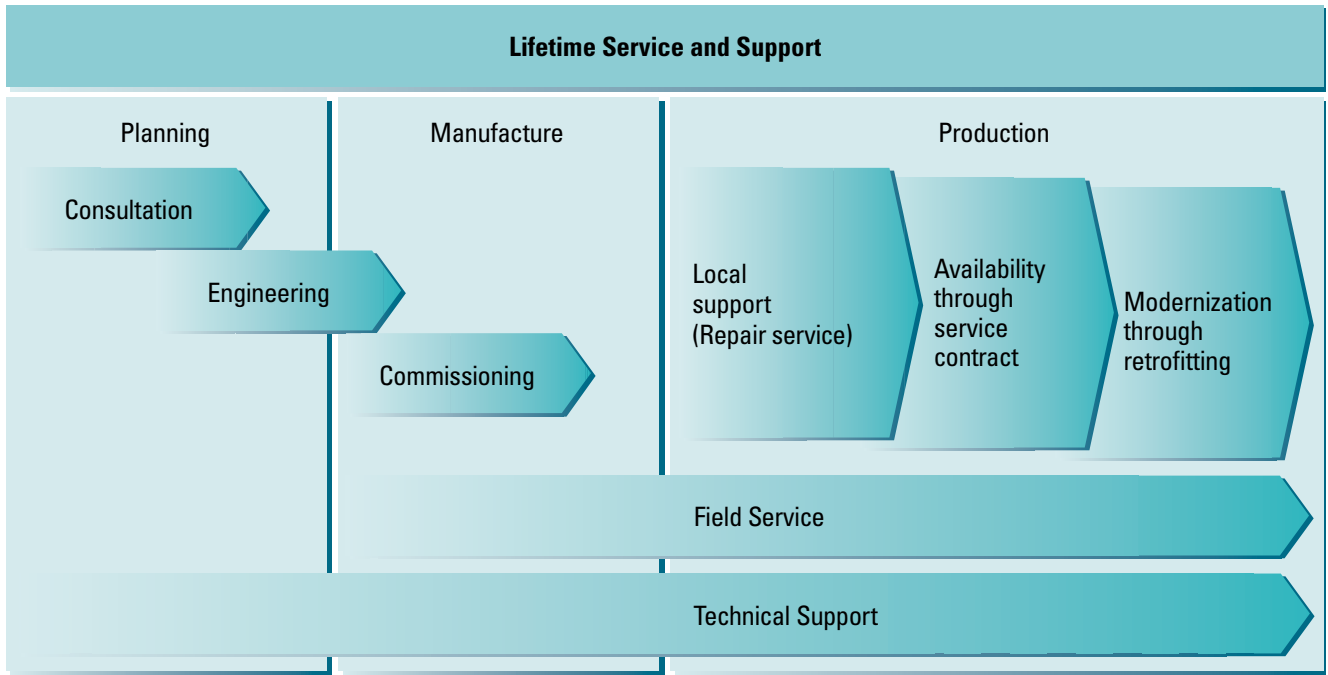 Lifetime Service and Support
Planning
Manufacture
Production
Consultation
Engineering
Commissioning
Local
support
(Repair service)
Availability
through
service
contract
Modernization
through
retrofitting
Field Service
Technical Support